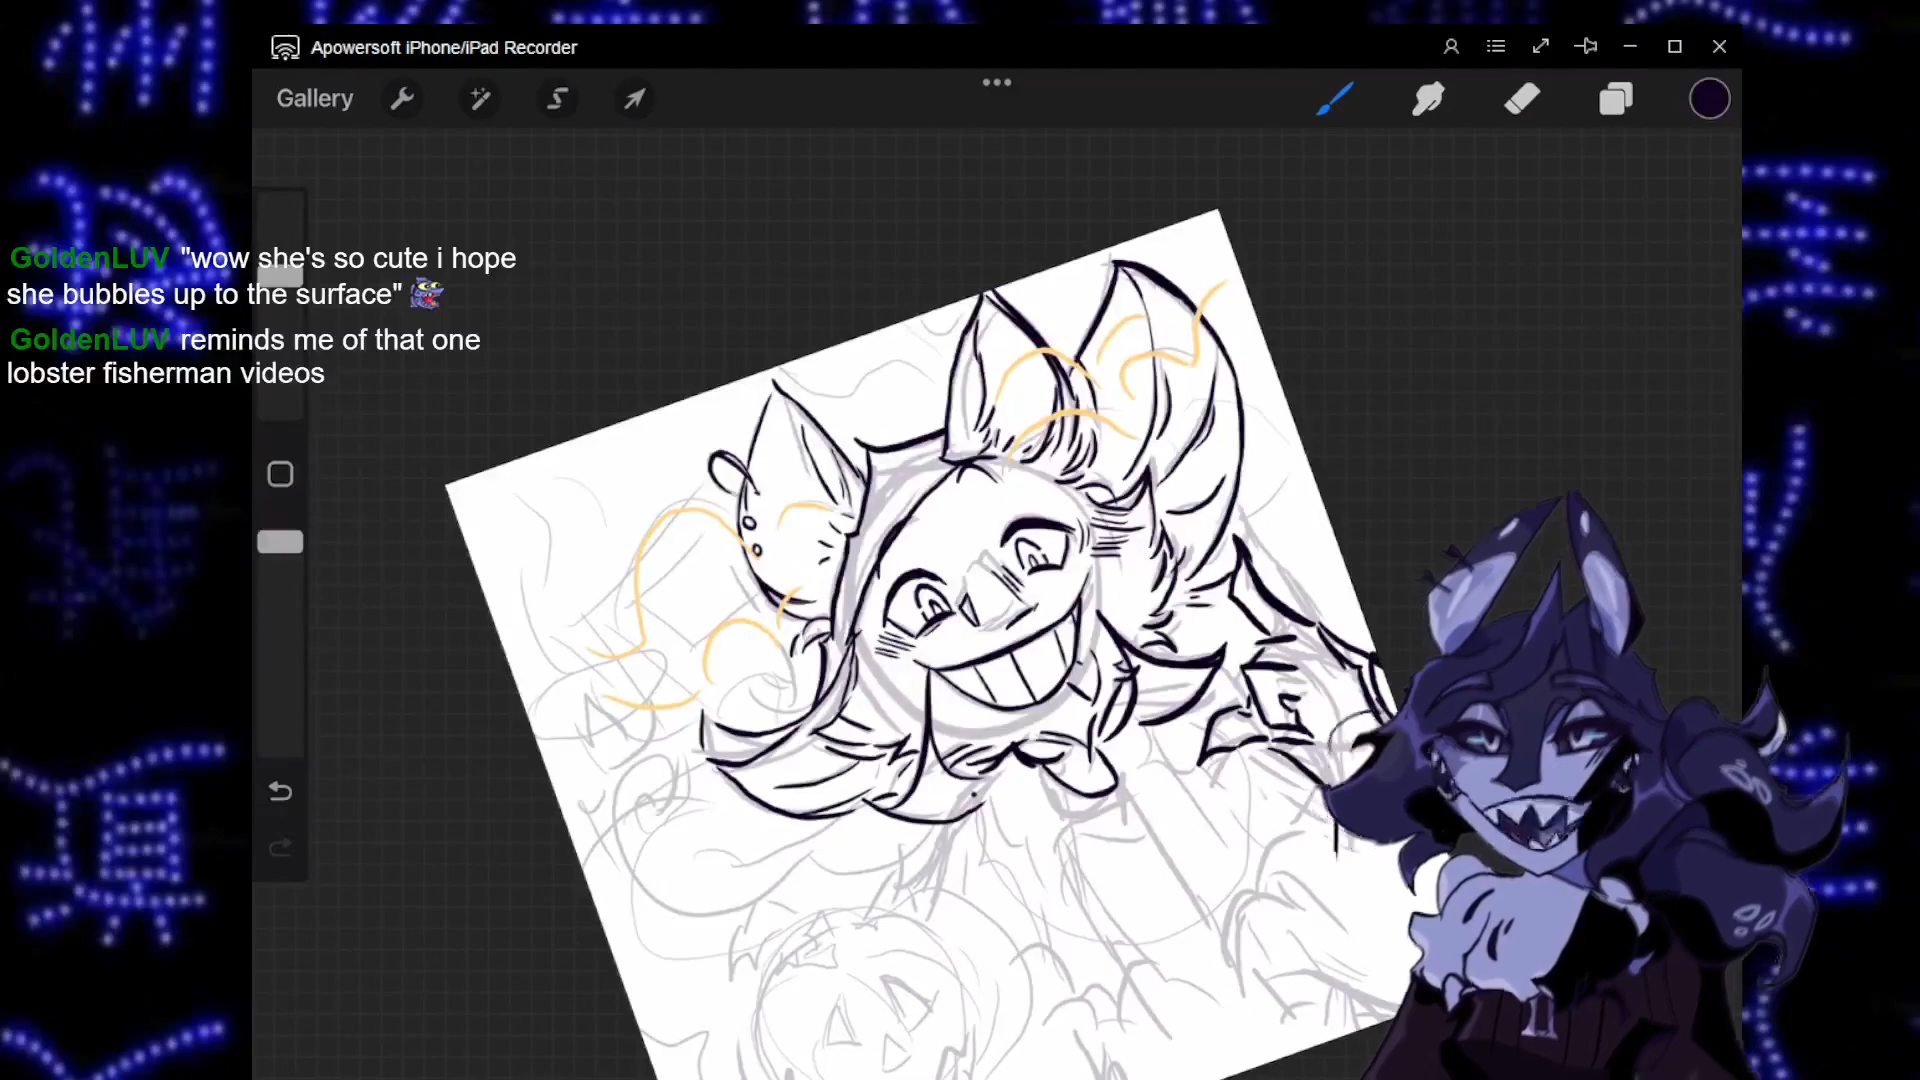 Apowersoft iPhone/iPad Recorder
Gallery
GoldenLUV "wow she's so cute i hope
she bubbles up to the surface"
GoldenLUV reminds me of that one
lobster fisherman videos